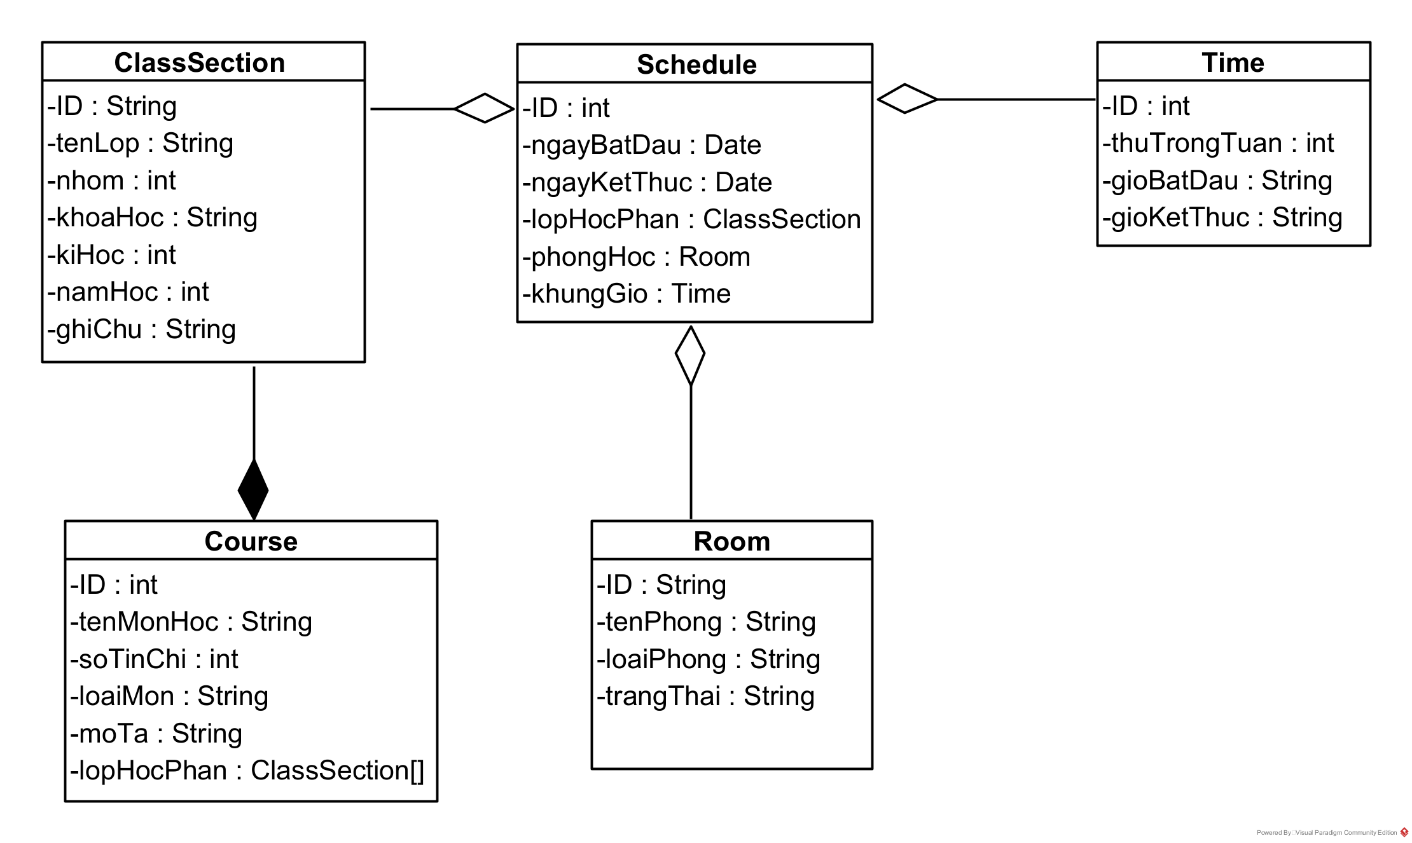 ClassSection
-ID : String
-tenLop : String
-nhom : int
-khoaHoc : String
-kiHoc : int
-namHoc : int
-ghiChu : String
Schedule
-ID : int
-ngayBatDau : Date
-ngayKetThuc : Date
-lopHocPhan : ClassSection
-phongHoc : Room
-khungGio : Time
Time
-ID : int
-thuTrongTuan : int
-gioBatDau : String
-gioKetThuc : String
Course
-ID : int
-tenMonHoc : String
-soTinChi : int
-loaiMon : String
-moTa : String
-lopHocPhan : ClassSection[]
Room
-ID : String
-tenPhong : String
-loaiPhong : String
-trangThai : String
Powered By: Visual Paradigm Community Edition